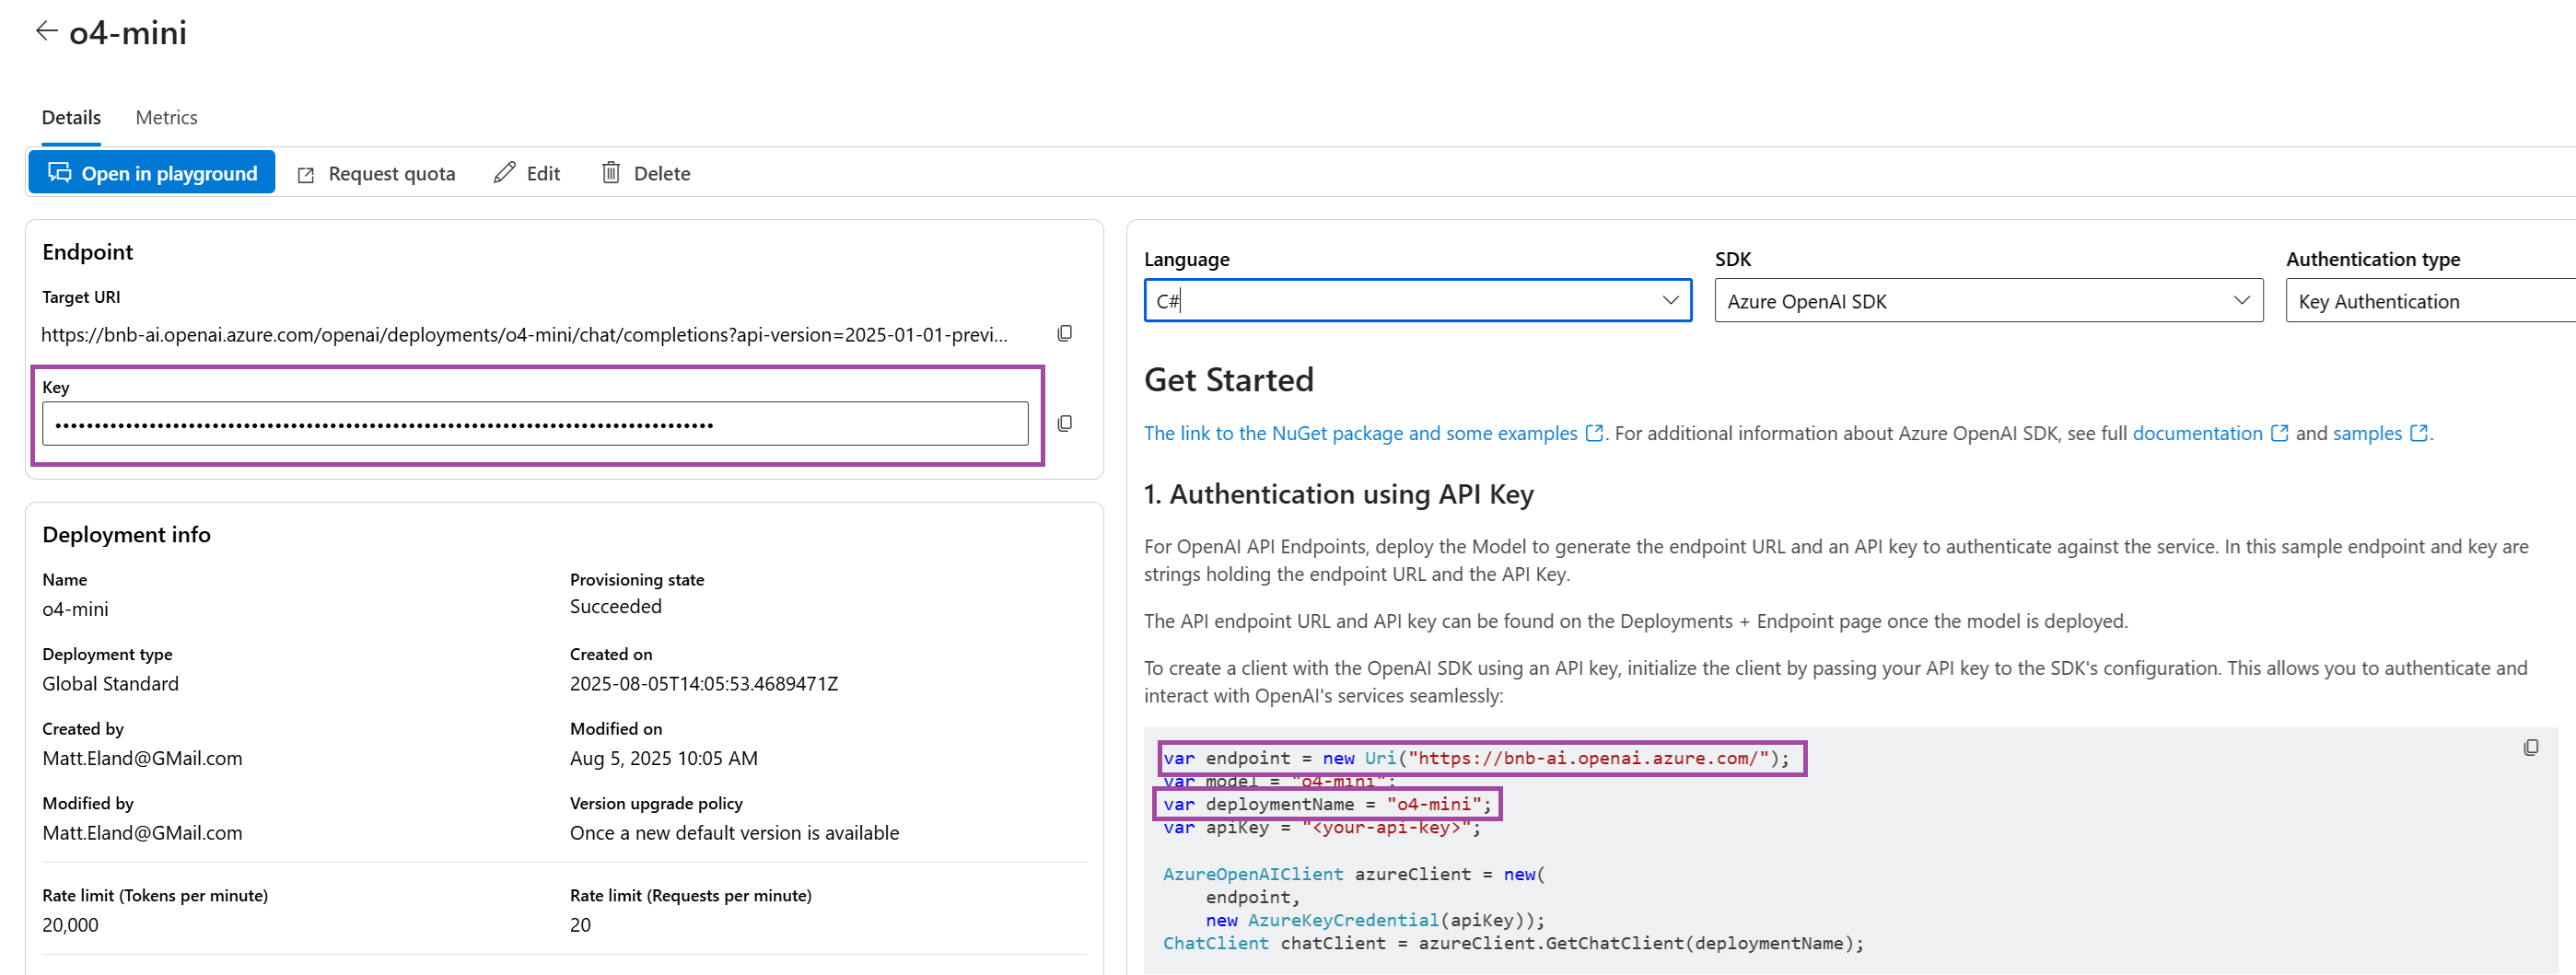 o4-mini
Details Metrics
Open in playground Request quota Edit Delete
Endpoint
Target URI
https://bnb-ai.openai.azure.com/openai/deployments/o4-mini/chat/completions?api-version=2025-01-01-previ...
Key
Deployment info
Name
o4-mini
Provisioning state
Succeeded
Deployment type
Global Standard
Created on
2025-08-05T14:05:53.4689471Z
Created by
Matt.Eland@GMail.com
Modified on
Aug 5, 2025 10:05 AM
Modified by
Matt.Eland@GMail.com
Version upgrade policy
Once a new default version is available
Rate limit (Tokens per minute)
20,000
Rate limit (Requests per minute)
20
Language
C#
SDK
Azure OpenAI SDK
Authentication type
Key Authentication
Get Started
The link to the NuGet package and some examples. For additional information about Azure OpenAI SDK, see full documentation and samples.
1. Authentication using API Key
For OpenAI API Endpoints, deploy the Model to generate the endpoint URL and an API key to authenticate against the service. In this sample endpoint and key are
strings holding the endpoint URL and the API Key.
The API endpoint URL and API key can be found on the Deployments + Endpoint page once the model is deployed.
To create a client with the OpenAI SDK using an API key, initialize the client by passing your API key to the SDK's configuration. This allows you to authenticate and
interact with OpenAI's services seamlessly:
var endpoint = new Uri("https://bnb-ai.openai.azure.com/");
var model = "o4-mini";
var deploymentName = "o4-mini";
var apiKey = "<your-api-key>";
AzureOpenAIClient azureClient = new(
endpoint,
new AzureKeyCredential(apiKey));
ChatClient chatClient = azureClient.GetChatClient(deploymentName);